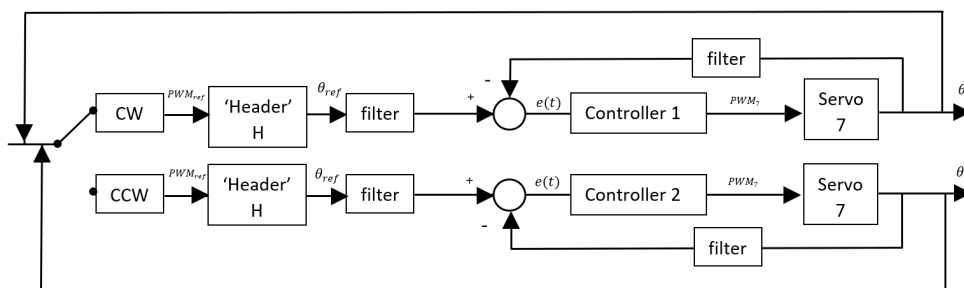 filter
-
PWM_ref
θ_ref
+
e(t)
PWM_7
θ
CW
'Header'
H
filter
Controller 1
Servo
7
PWM_ref
θ_ref
+
e(t)
PWM_7
θ
CCW
'Header'
H
filter
Controller 2
Servo
7
-
filter